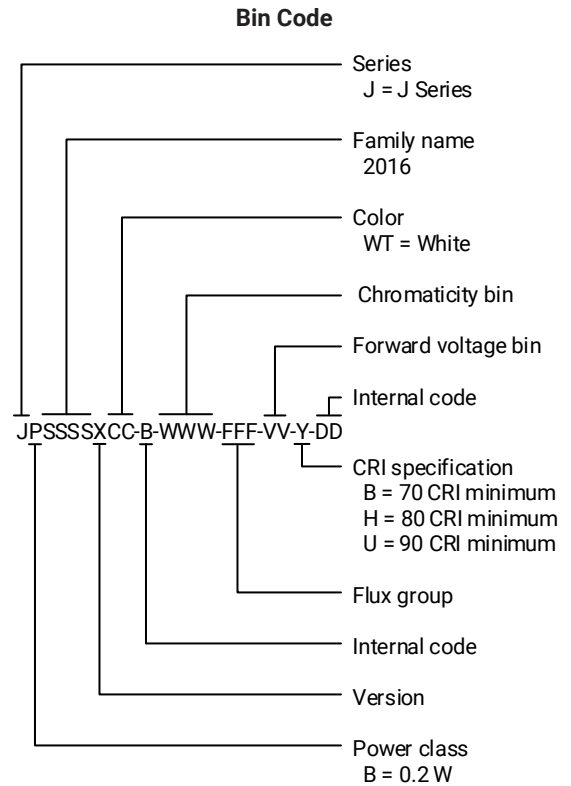 Bin Code
Series
J = J Series
Family name
2016
Color
WT = White
Chromaticity bin
Forward voltage bin
Internal code
JPSSSSXCC-B-WWW-FFF-VV-Y-DD
CRI specification
B = 70 CRI minimum
H = 80 CRI minimum
U = 90 CRI minimum
Flux group
Internal code
Version
Power class
B = 0.2 W